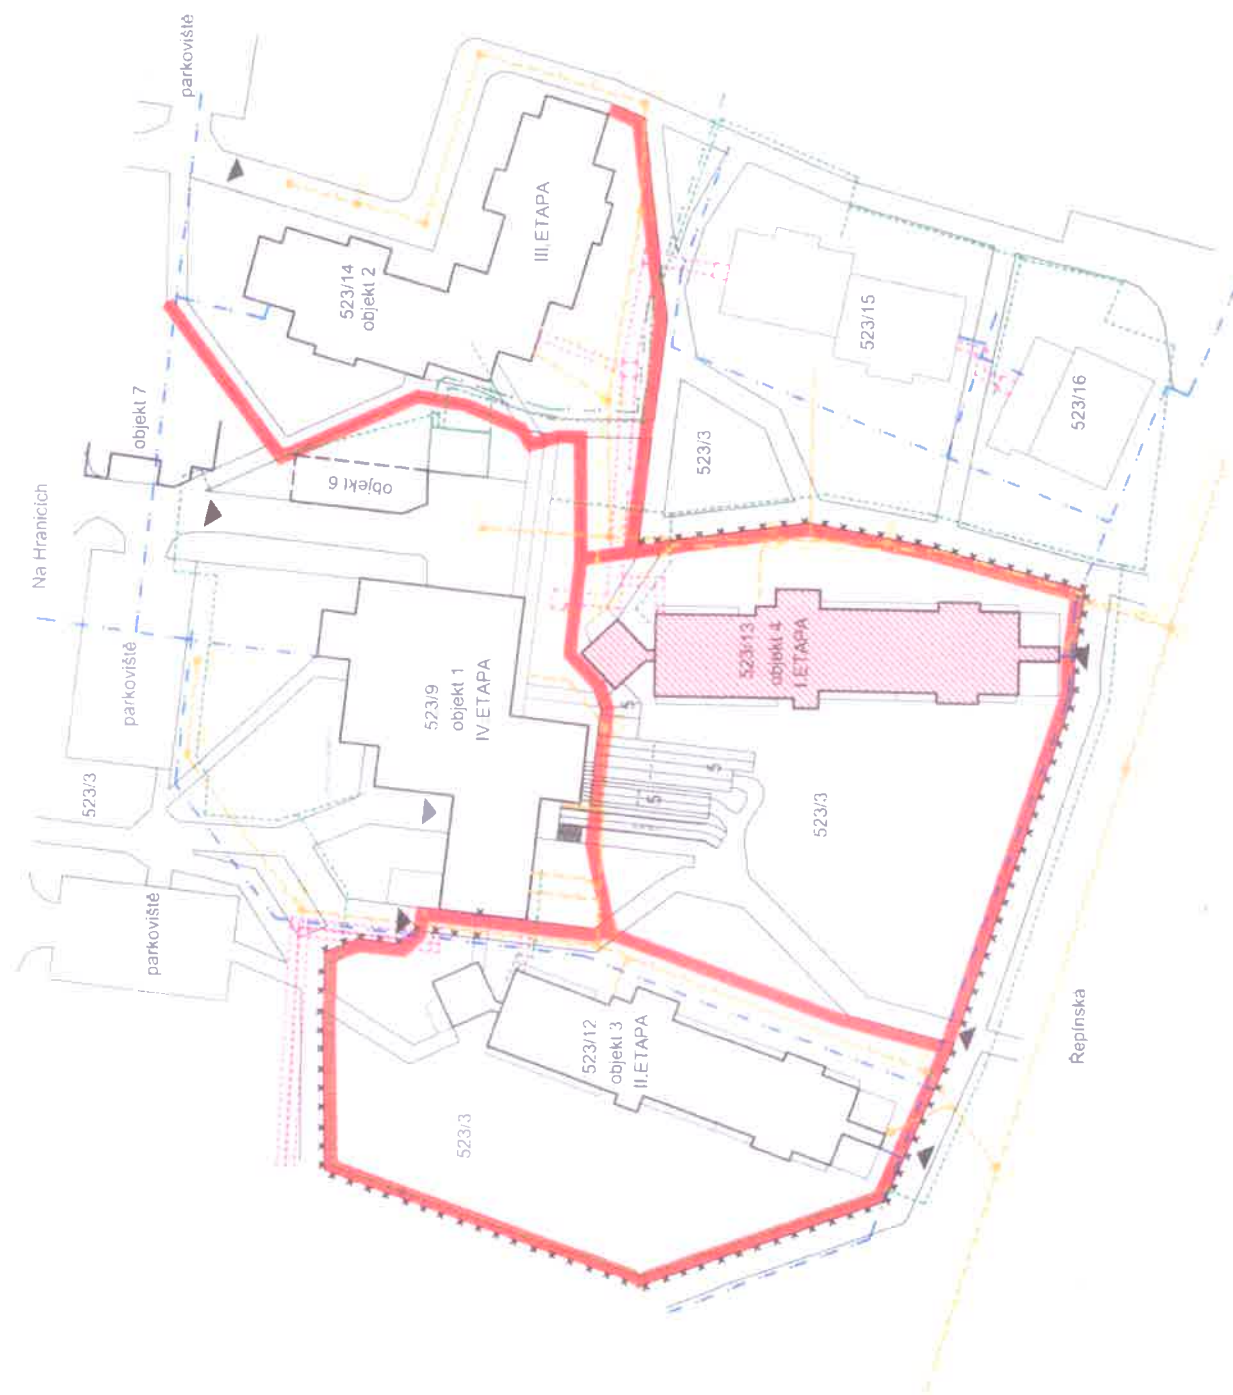 parkoviště
Na Hranicích
objekt 7
parkoviště
523/3
parkoviště
objekt 6
523/14
objekt 2
III.ETAPA
523/9
objekt 1
IV.ETAPA
523/15
523/16
523/3
523/13
objekt 4
I.ETAPA
5
5
5
523/3
523/12
objekt 3
II.ETAPA
523/3
Řepínská